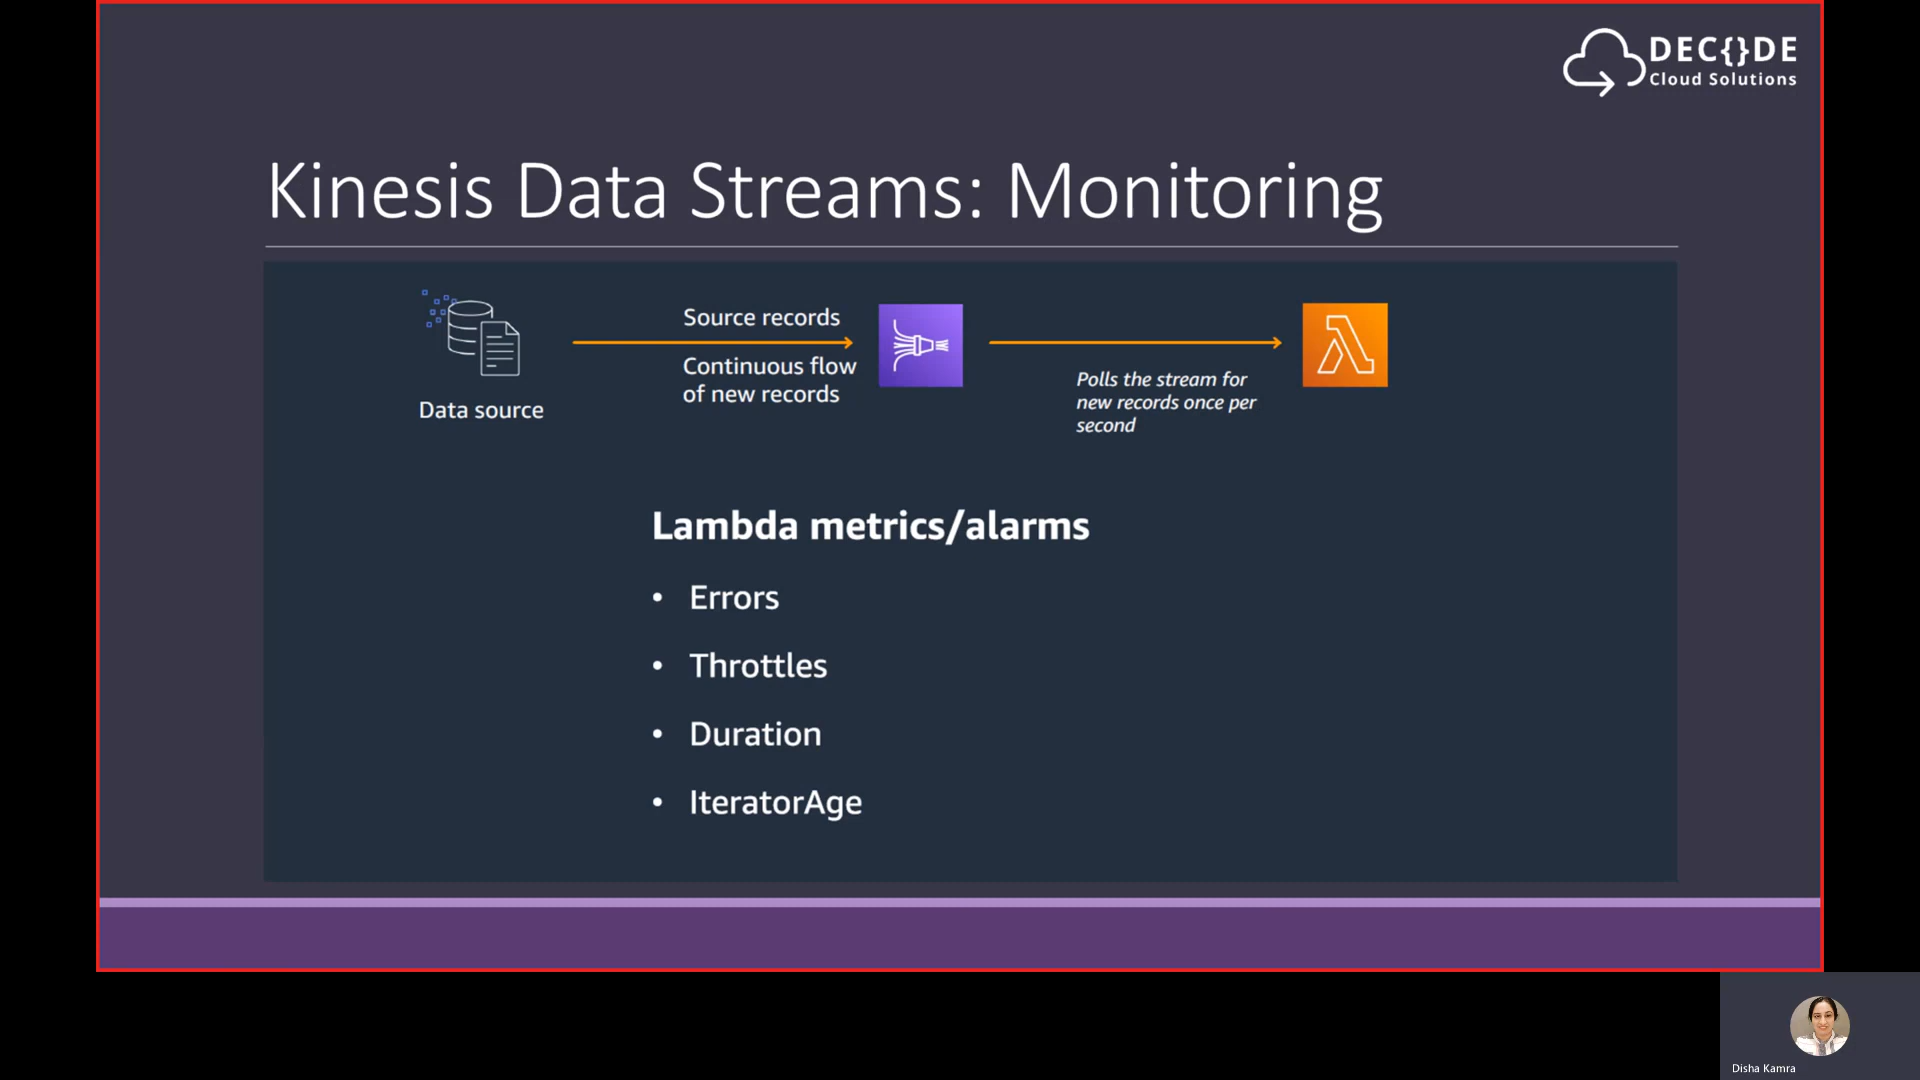 DEC{}DE
Cloud Solutions
Kinesis Data Streams: Monitoring
Source records
Continuous flow
of new records
Data source
Polls the stream for
new records once per
second
Lambda metrics/alarms
• Errors
• Throttles
• Duration
• IteratorAge
Disha Kamra